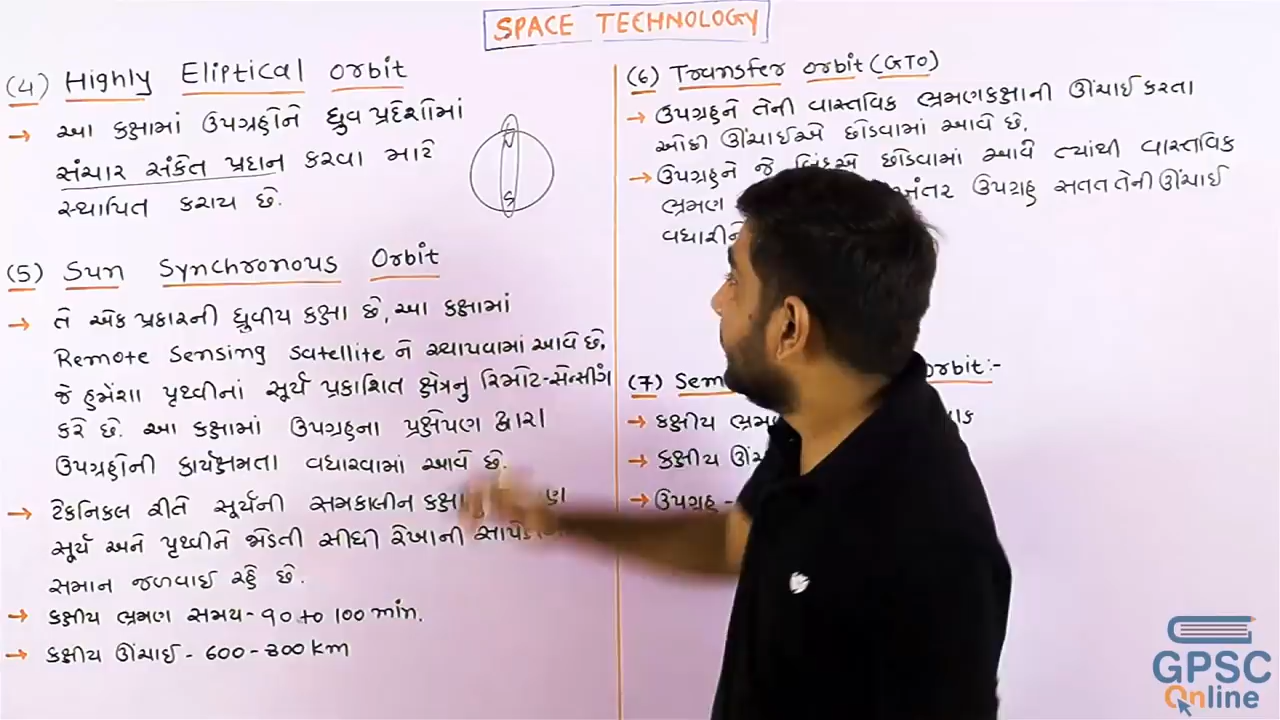 SPACE TECHNOLOGY
(4) Highly Eliptical Orbit
→ આ કક્ષામાં ઉપગ્રહોને ધ્રુવ પ્રદેશોમાં
સંચાર સંકેત પ્રદાન કરવા માટે
સ્થાપિત કરાય છે.
N
S
(5) Sun Synchronous Orbit
→ તે એક પ્રકારની ધ્રુવીય કક્ષા છે, આ કક્ષામાં
Remote Sensing Satellite ને સ્થાપવામાં આવે છે,
જે હંમેશા પૃથ્વીનાં સૂર્ય પ્રકાશિત ક્ષેત્રનુ રિમોટ-સેન્સીંગ
કરે છે. આ કક્ષામાં ઉપગ્રહના પ્રક્ષેપણ દ્વારા
ઉપગ્રહોની કાર્યક્ષમતા વધારવામાં આવે છે.
→ ટેકનિકલ રીતે સૂર્યની સમકાલીન કક્ષા
સૂર્ય અને પૃથ્વીને જોડતી સીધી રેખાની
સમાન જળવાઈ રહે છે.
→ કક્ષીય ભ્રમણ સમય - 90 to 100 min.
→ કક્ષીય ઊંચાઈ - 600 - 800 km
(6) Transfer Orbit (GTO)
→ ઉપગ્રહને તેની વાસ્તવિક ભ્રમણકક્ષાની ઊંચાઈ કરતા
ઓછી ઊંચાઈએ છોડવામાં આવે છે.
→ ઉપગ્રહને જે બિંદુએ છોડવામાં આવે ત્યાંથી વાસ્તવિક
ભ્રમણ અંતર ઉપગ્રહ સતત તેની ઊંચાઈ
વધારીને
(7) Sem Orbit :-
→ કક્ષીય
→ કક્ષીય
→ ઉપગ્રહ -
GPSC
Online